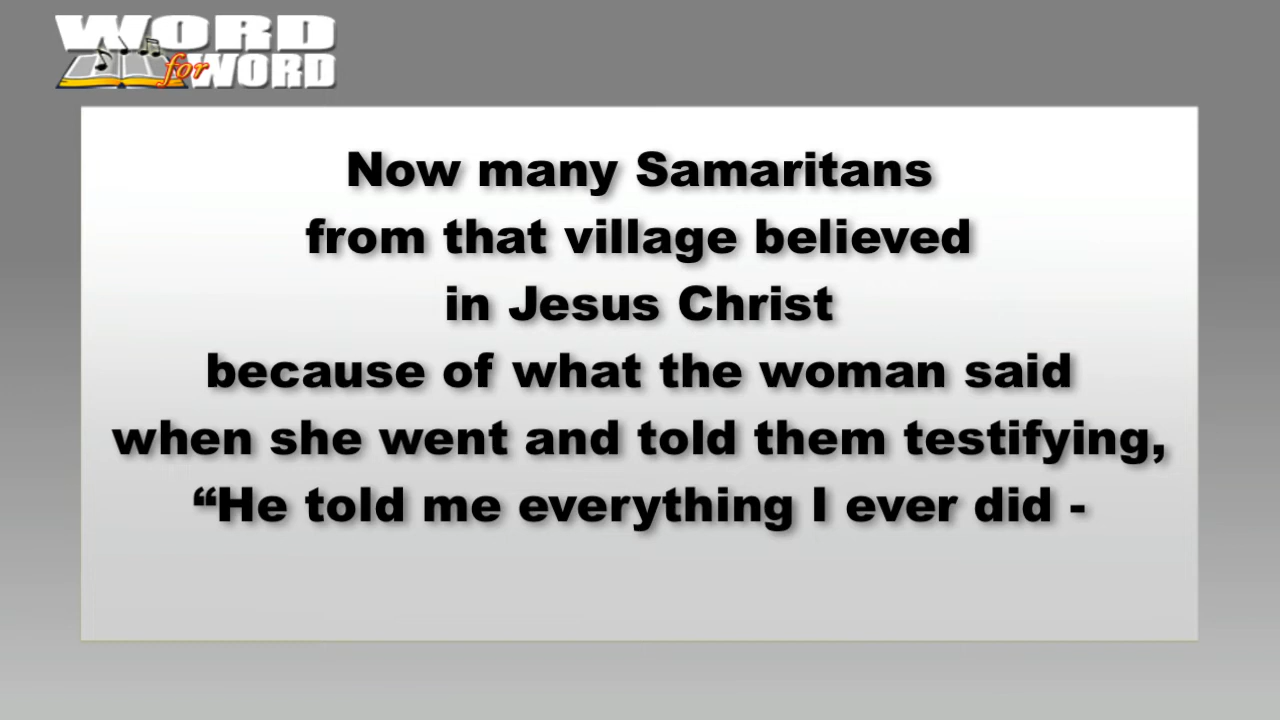 WORD
for WORD
Now many Samaritans
from that village believed
in Jesus Christ
because of what the woman said
when she went and told them testifying,
“He told me everything I ever did -